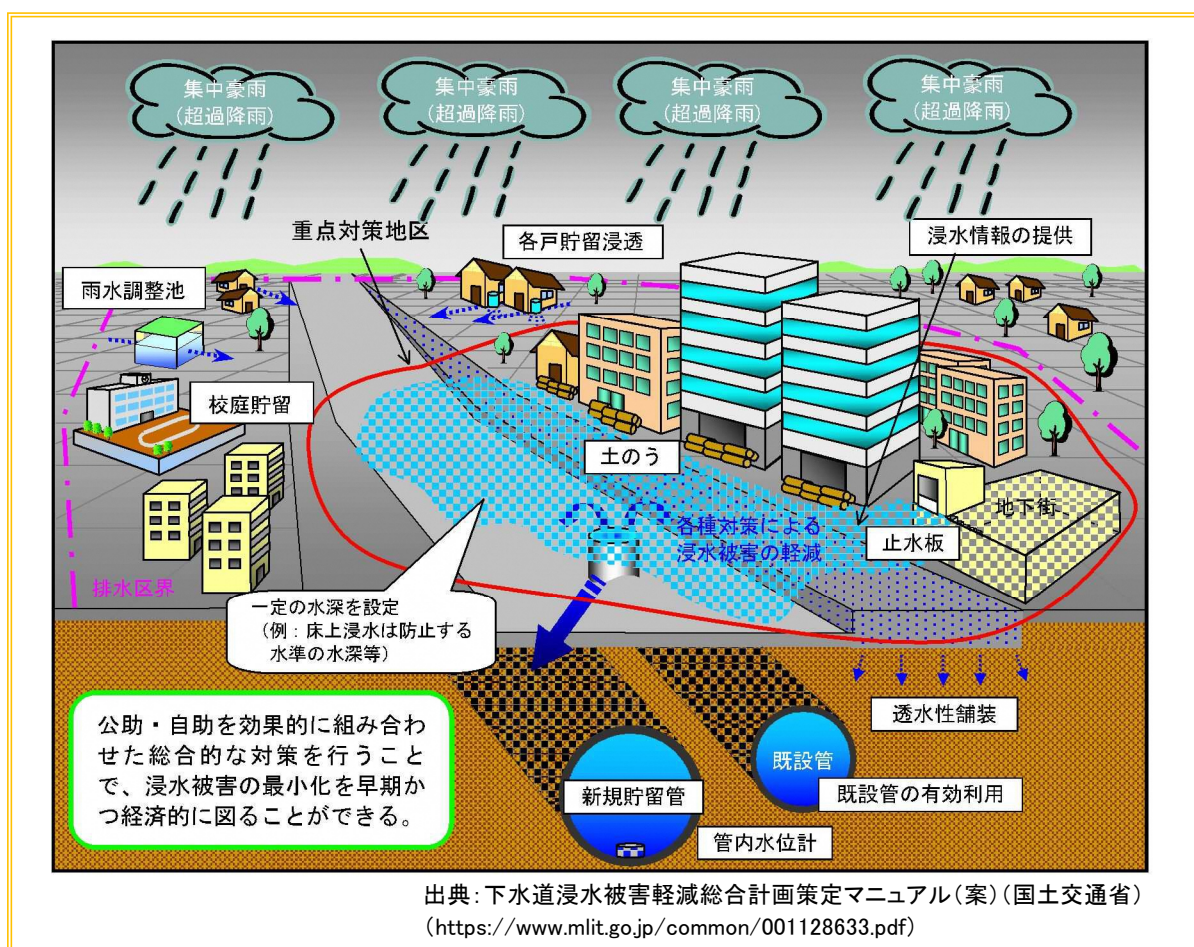 集中豪雨
(超過降雨)
集中豪雨
(超過降雨)
集中豪雨
(超過降雨)
集中豪雨
(超過降雨)
重点対策地区
各戸貯留浸透
浸水情報の提供
雨水調整池
校庭貯留
土のう
地下街
各種対策による
浸水被害の軽減
止水板
排水区界
一定の水深を設定
(例:床上浸水は防止する
水準の水深等)
透水性舗装
公助・自助を効果的に組み合わ
せた総合的な対策を行うこと
で、浸水被害の最小化を早期か
つ経済的に図ることができる。
既設管
新規貯留管
既設管の有効利用
管内水位計
出典:下水道浸水被害軽減総合計画策定マニュアル(案)(国土交通省)
(https://www.mlit.go.jp/common/001128633.pdf)